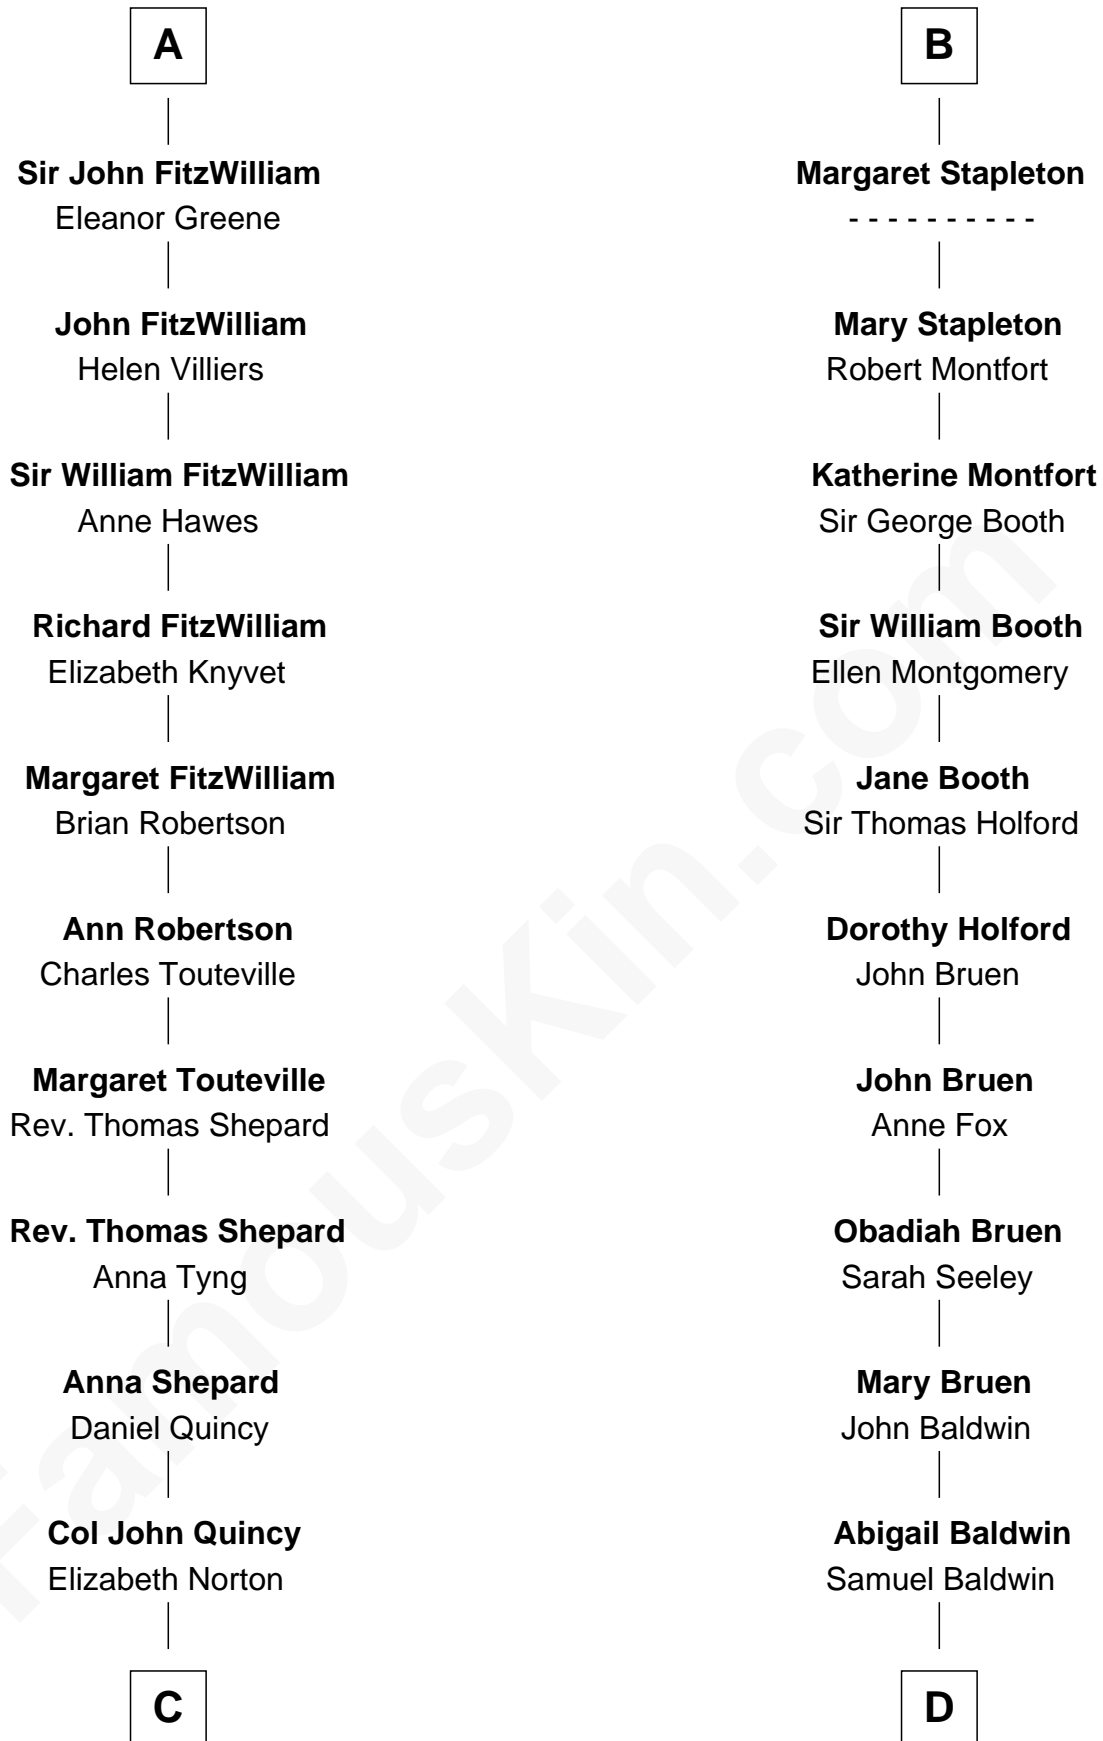 A
Sir John FitzWilliam
Eleanor Greene
John FitzWilliam
Helen Villiers
Sir William FitzWilliam
Anne Hawes
Richard FitzWilliam
Elizabeth Knyvet
Margaret FitzWilliam
Brian Robertson
Ann Robertson
Charles Touteville
Margaret Touteville
Rev. Thomas Shepard
Rev. Thomas Shepard
Anna Tyng
Anna Shepard
Daniel Quincy
Col John Quincy
Elizabeth Norton
C
B
Margaret Stapleton
- - - - - - - - - -
Mary Stapleton
Robert Montfort
Katherine Montfort
Sir George Booth
Sir William Booth
Ellen Montgomery
Jane Booth
Sir Thomas Holford
Dorothy Holford
John Bruen
John Bruen
Anne Fox
Obadiah Bruen
Sarah Seeley
Mary Bruen
John Baldwin
Abigail Baldwin
Samuel Baldwin
D
FamousKin.com